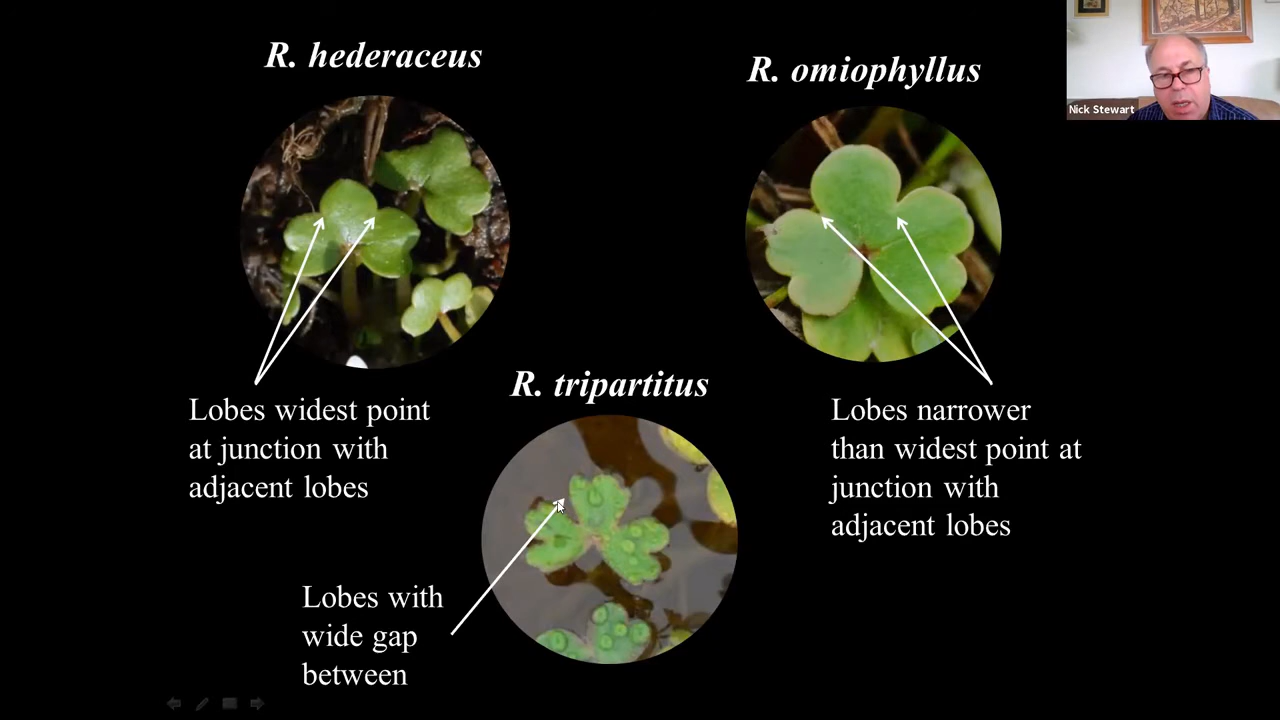 R. hederaceus
R. omiophyllus
Nick Stewart
R. tripartitus
Lobes widest point
at junction with
adjacent lobes
Lobes narrower
than widest point at
junction with
adjacent lobes
Lobes with
wide gap
between